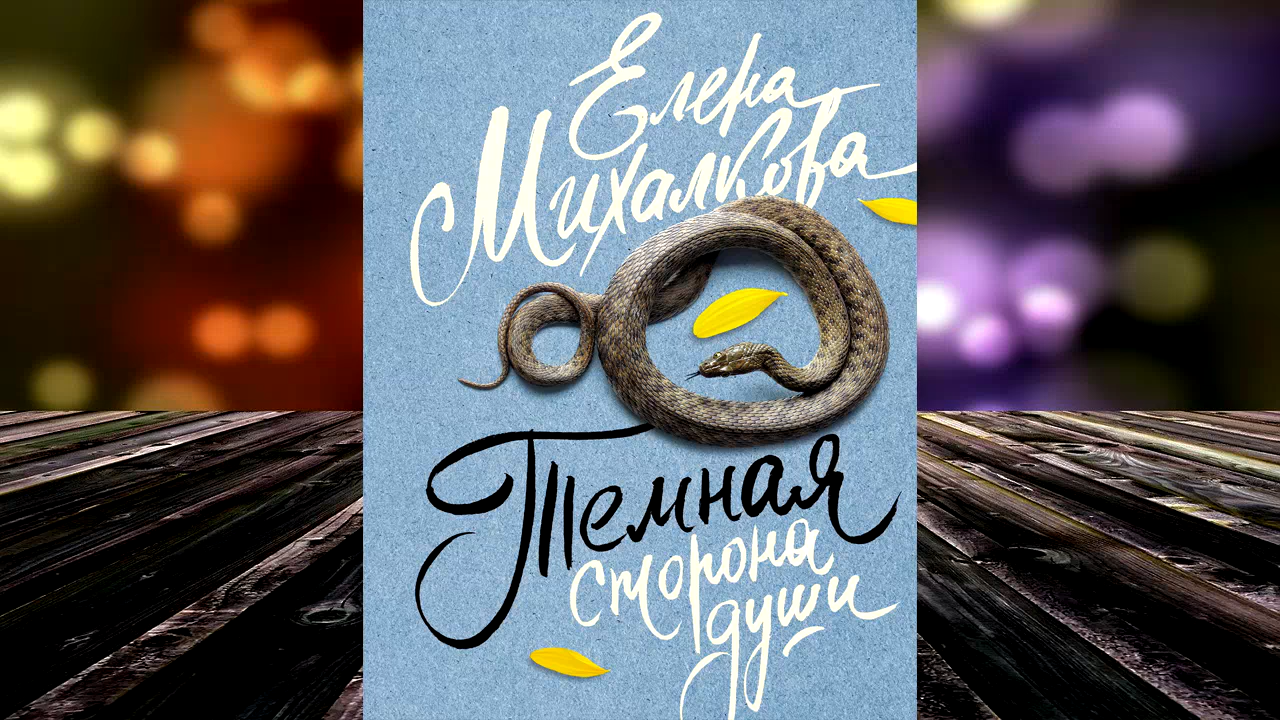 Елена
Михалкова
Темная
сторона
души